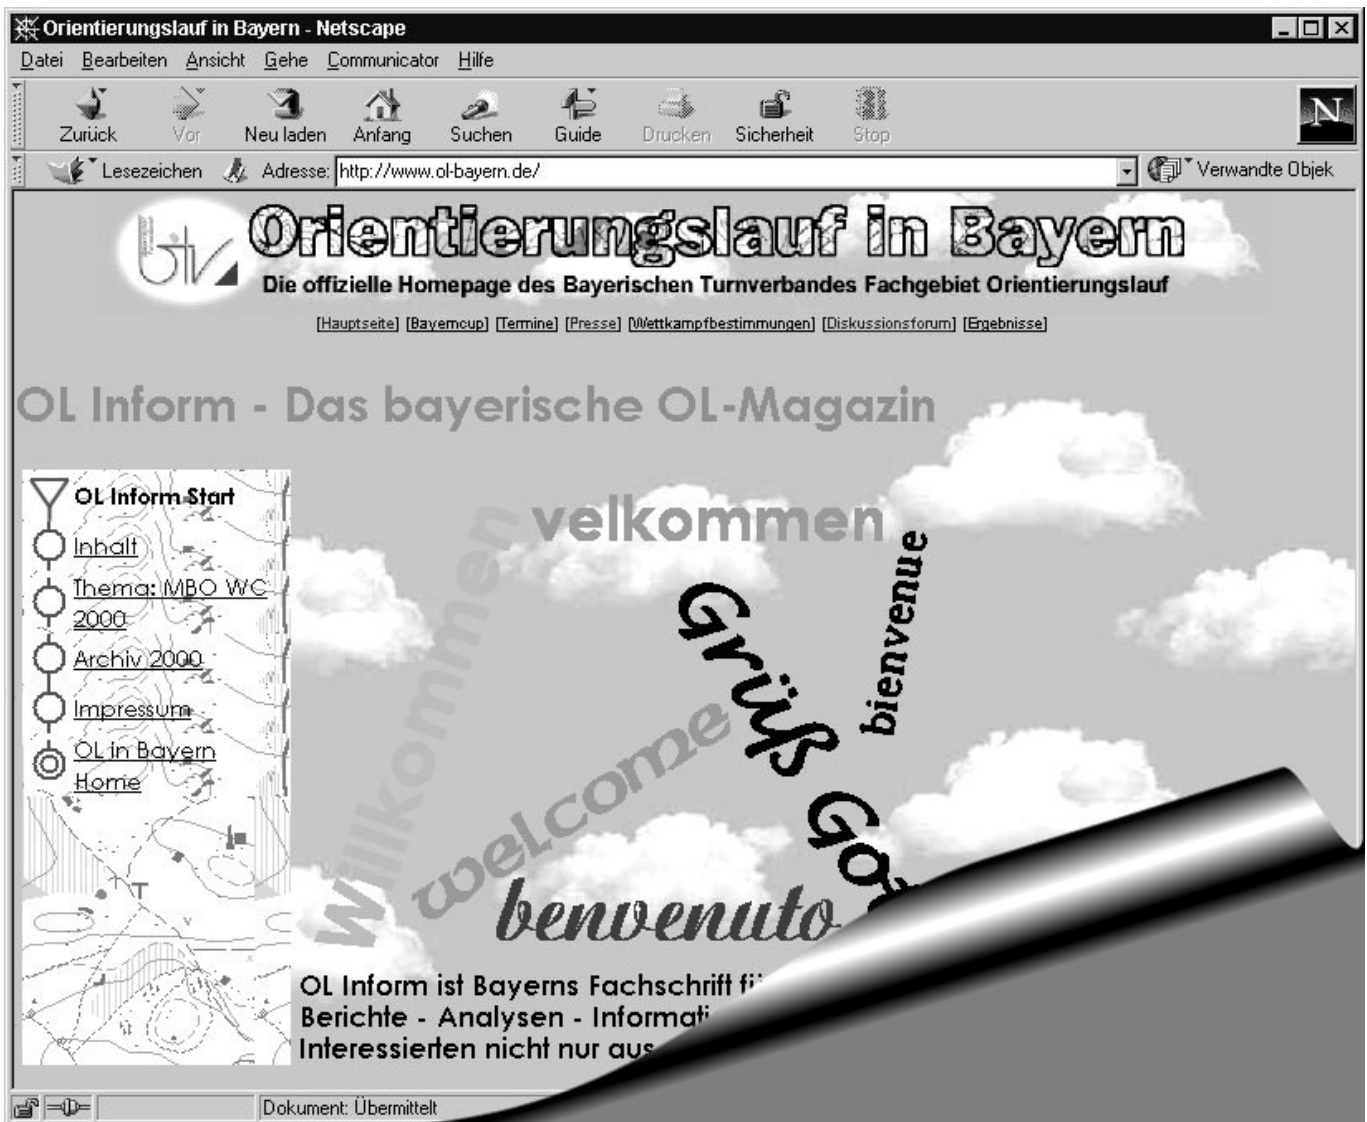 Orientierungslauf in Bayern - Netscape
Datei Bearbeiten Ansicht Gehe Communicator Hilfe
Zurück Vor Neu laden Anfang Suchen Guide Drucken Sicherheit Stop
N
Lesezeichen Adresse: http://www.ol-bayern.de/ Verwandte Objek
btv
Orientierungslauf in Bayern
Die offizielle Homepage des Bayerischen Turnverbandes Fachgebiet Orientierungslauf
[Hauptseite] [Bayerncup] [Termine] [Presse] [Wettkampfbestimmungen] [Diskussionsforum] [Ergebnisse]
OL Inform - Das bayerische OL-Magazin
OL Inform Start
Inhalt
Thema: MBO WC
2000
Archiv 2000
Impressum
OL in Bayern
Home
velkommen
Willkommen
bienvenue
Grüß Go
welcome
benvenuto
OL Inform ist Bayerns Fachschrift fü
Berichte - Analysen - Informati
Interessierten nicht nur aus
Dokument: Übermittelt